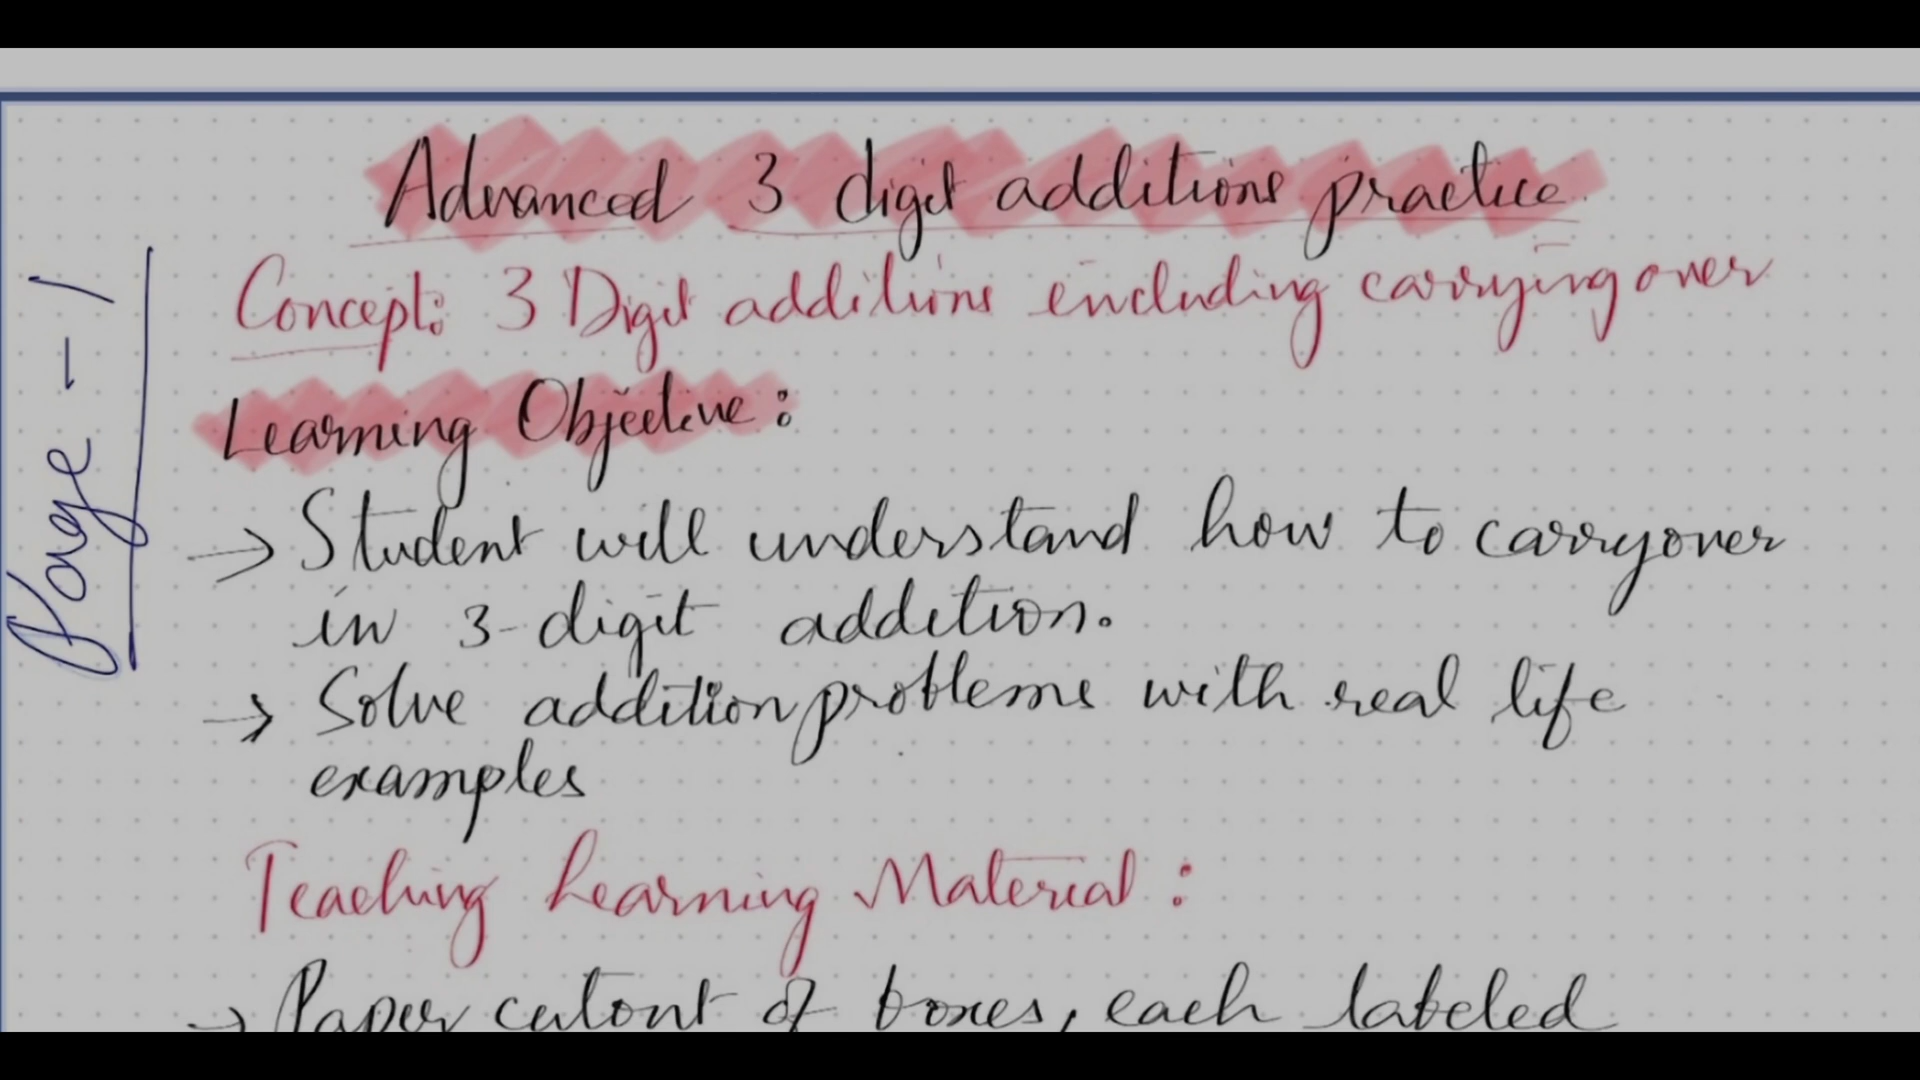 Advanced 3 digit additions practice
Concept: 3 Digit additions including carrying over
Learning Objective:
→ Student will understand how to carryover
in 3-digit addition.
→ Solve addition problems with real life
examples
Teaching Learning Material:
→ Paper cutout of boxes, each labeled
Page - 1